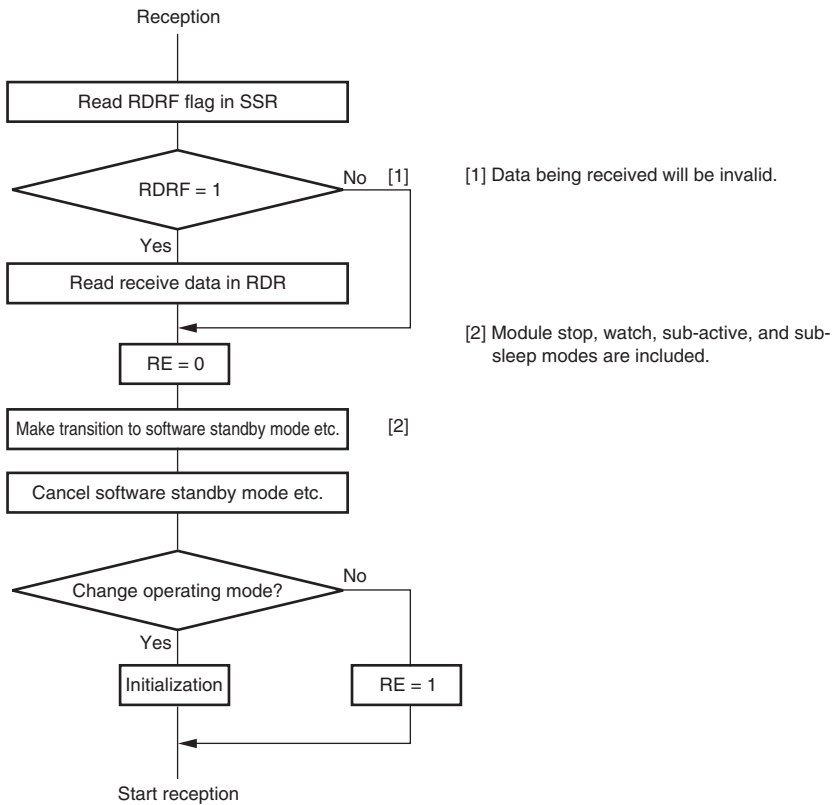 Reception
Read RDRF flag in SSR
RDRF = 1
No
[1]
[1] Data being received will be invalid.
Yes
Read receive data in RDR
[2] Module stop, watch, sub-active, and sub-
sleep modes are included.
RE = 0
Make transition to software standby mode etc.
[2]
Cancel software standby mode etc.
Change operating mode?
No
Yes
Initialization
RE = 1
Start reception